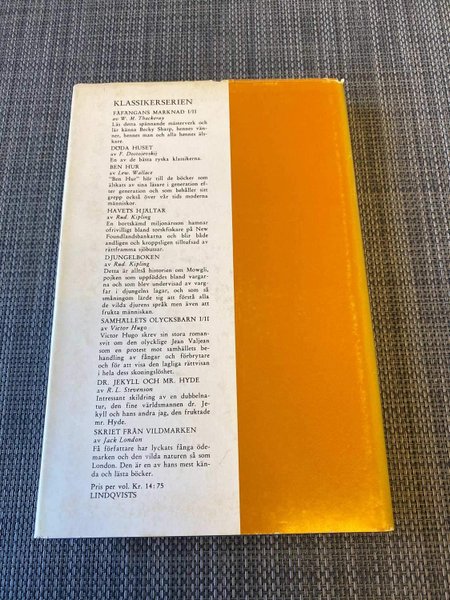 KLASSIKERSERIEN
FÅFÄNGANS MARKNAD I/II
av W. M. Thackeray
Läs detta spännande mästerverk och
lär känna Becky Sharp, hennes vän-
ner, hennes man och alla hennes äls-
kare.
DÖDA HUSET
av F. Dostojevskij
En av de bästa ryska klassikerna.
BEN HUR
av Lew. Wallace
"Ben Hur" hör till de böcker som
älskats av sina läsare i generation ef-
ter generation och som behåller sitt
grepp också över vår tids moderna
människor.
HAVETS HJÄLTAR
av Rud. Kipling
En bortskämd miljonärsson hamnar
ofrivilligt bland torskfiskare på New
Foundlandsbankarna och blir både
andligen och kroppsligen tillrufsad av
rättframma sjöbussar.
DJUNGELBOKEN
av Rud. Kipling
Detta är alltså historien om Mowgli,
pojken som uppföddes bland vargar-
na och som blev undervisad av varg-
far i djungelns lagar, och som så
småningom lärde sig att förstå alla
de vilda djurens språk men även att
frukta människan.
SAMHÄLLETS OLYCKSBARN I/II
av Victor Hugo
Victor Hugo skrev sin stora roman-
svit om den olycklige Jean Valjean
som en protest mot samhällets be-
handling av fångar och förbrytare
och för att visa den lagliga rättvisan
i hela dess skoningslöshet.
DR. JEKYLL OCH MR. HYDE
av R. L. Stevenson
Intressant skildring av en dubbelna-
tur, den fine världsmannen dr. Je-
kyll och hans andra jag, den fruktade
mr. Hyde.
SKRIET FRÅN VILDMARKEN
av Jack London
Få författare har lyckats fånga öde-
marken och den vilda naturen så som
London. Den är en av hans mest kän-
da och lästa böcker.
Pris per vol. Kr. 14:75
LINDQVISTS